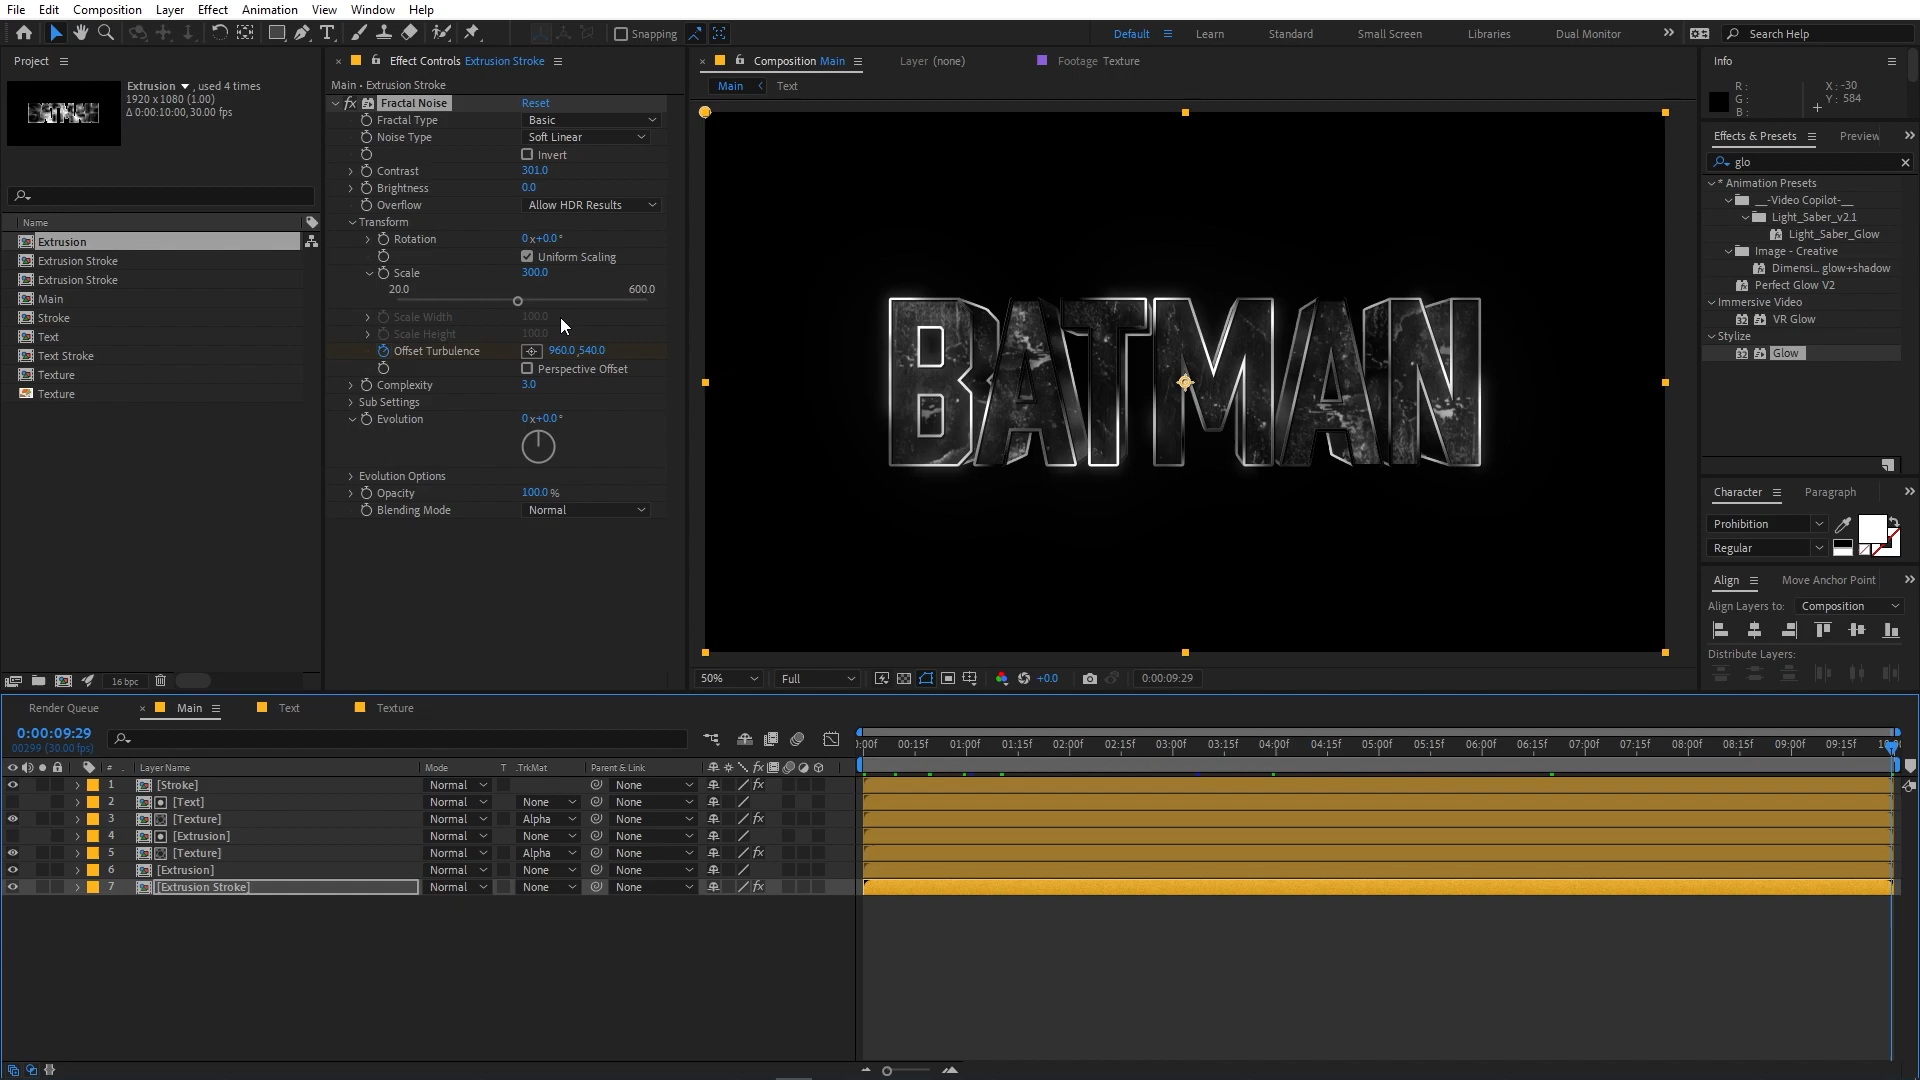 File Edit Composition Layer Effect Animation View Window Help
Snapping
Default Learn Standard Small Screen Libraries Dual Monitor Search Help
Project
Extrusion , used 4 times
1920 x 1080 (1.00)
Δ 0:00:10:00, 30.00 fps
Name
Extrusion
Extrusion Stroke
Extrusion Stroke
Main
Stroke
Text
Text Stroke
Texture
Texture
16 bpc
Effect Controls Extrusion Stroke
Main • Extrusion Stroke
fx Fractal Noise Reset
Fractal Type Basic
Noise Type Soft Linear
Invert
Contrast 301.0
Brightness 0.0
Overflow Allow HDR Results
Transform
Rotation 0x+0.0°
Uniform Scaling
Scale 300.0
20.0 600.0
Scale Width 100.0
Scale Height 100.0
Offset Turbulence 960.0,540.0
Perspective Offset
Complexity 3.0
Sub Settings
Evolution 0x+0.0°
Evolution Options
Opacity 100.0 %
Blending Mode Normal
Composition Main Layer (none) Footage Texture
Main Text
BATMAN
50% Full +0.0 0:00:09:29
Info
R :
G :
B :
X : -30
Y : 584
Effects & Presets Preview
glo
* Animation Presets
__-Video Copilot-__
Light_Saber_v2.1
Light_Saber_Glow
Image - Creative
Dimensi... glow+shadow
Perfect Glow V2
Immersive Video
32 VR Glow
Stylize
32 Glow
Character Paragraph
Prohibition
Regular
Align Move Anchor Point
Align Layers to: Composition
Distribute Layers:
Render Queue Main Text Texture
0:00:09:29
00299 (30.00 fps)
:00f 00:15f 01:00f 01:15f 02:00f 02:15f 03:00f 03:15f 04:00f 04:15f 05:00f 05:15f 06:00f 06:15f 07:00f 07:15f 08:00f 08:15f 09:00f 09:15f
# Layer Name Mode T .TrkMat Parent & Link fx
1 [Stroke] Normal None fx
2 [Text] Normal None None
3 [Texture] Normal Alpha None fx
4 [Extrusion] Normal None None
5 [Texture] Normal Alpha None fx
6 [Extrusion] Normal None None
7 [Extrusion Stroke] Normal None None fx